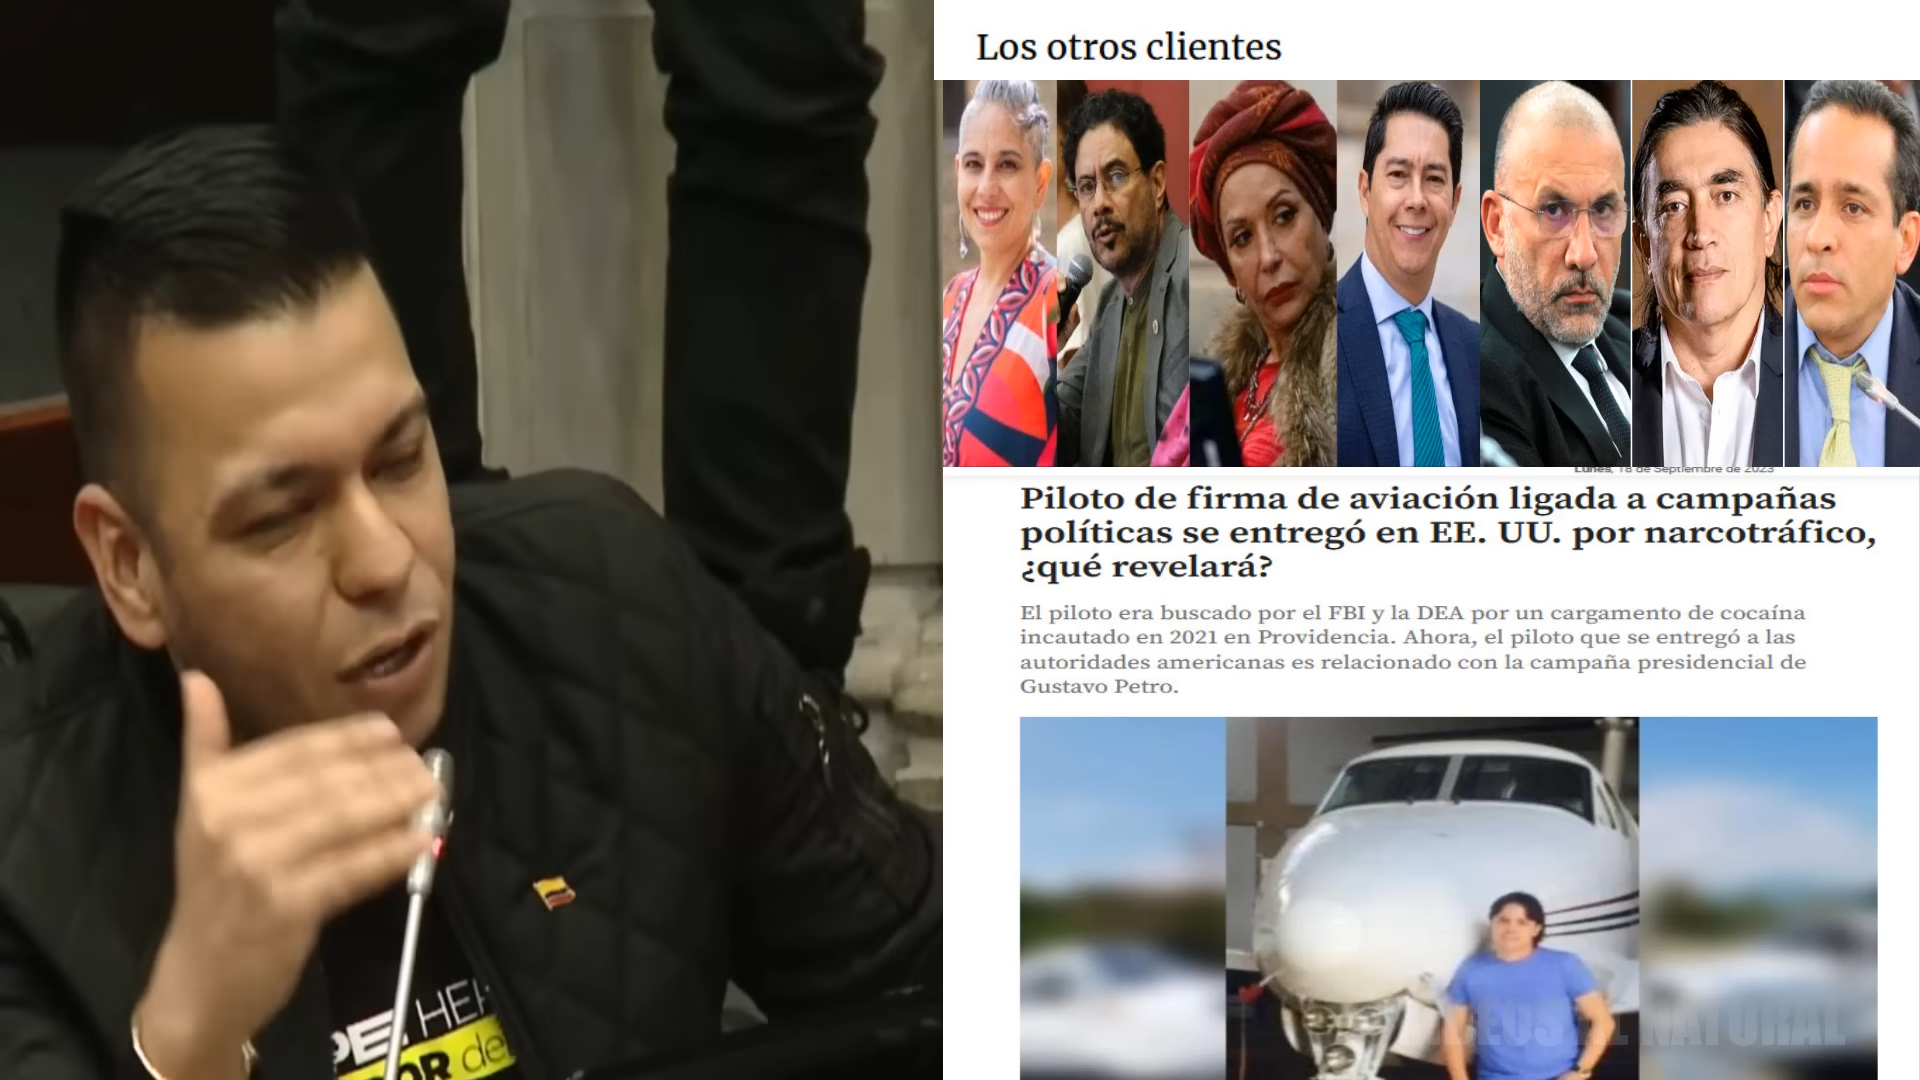 Los otros clientes
Lunes, 18 de Septiembre de 2023
Piloto de firma de aviación ligada a campañas
políticas se entregó en EE. UU. por narcotráfico,
¿qué revelará?
El piloto era buscado por el FBI y la DEA por un cargamento de cocaína
incautado en 2021 en Providencia. Ahora, el piloto que se entregó a las
autoridades americanas es relacionado con la campaña presidencial de
Gustavo Petro.
AL NATURAL